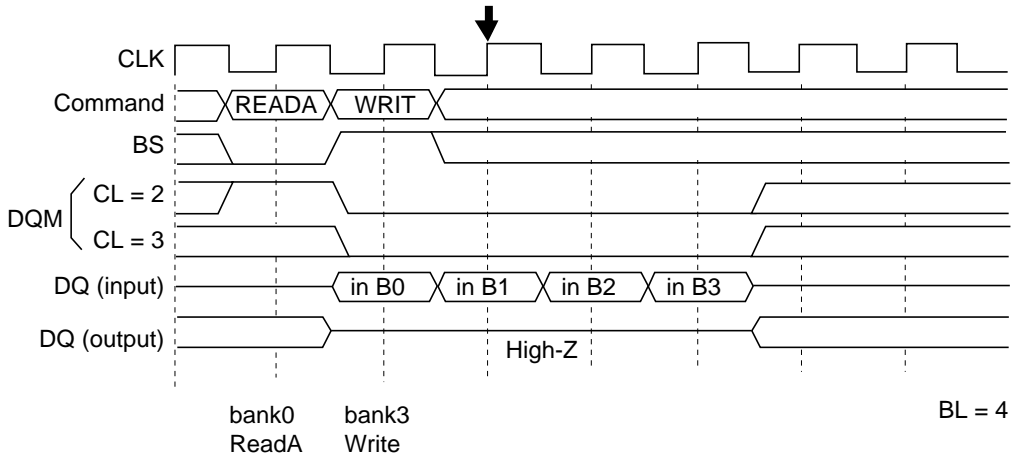 CLK
Command READA WRIT
BS
DQM
CL = 2
CL = 3
DQ (input) in B0 in B1 in B2 in B3
DQ (output) High-Z
bank0 bank3 BL = 4
ReadA Write